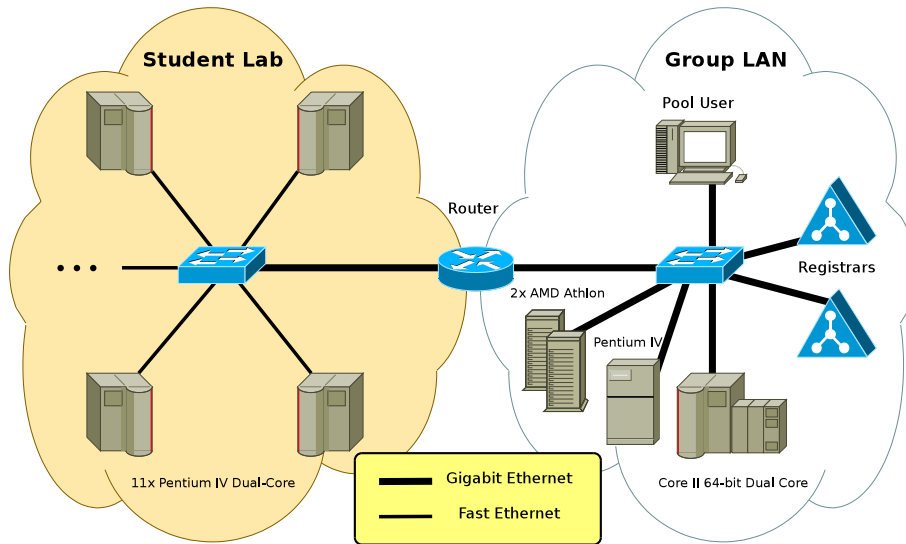 Student Lab
Group LAN
Pool User
Router
Registrars
2x AMD Athlon
Pentium IV
11x Pentium IV Dual-Core
Core II 64-bit Dual Core
Gigabit Ethernet
Fast Ethernet